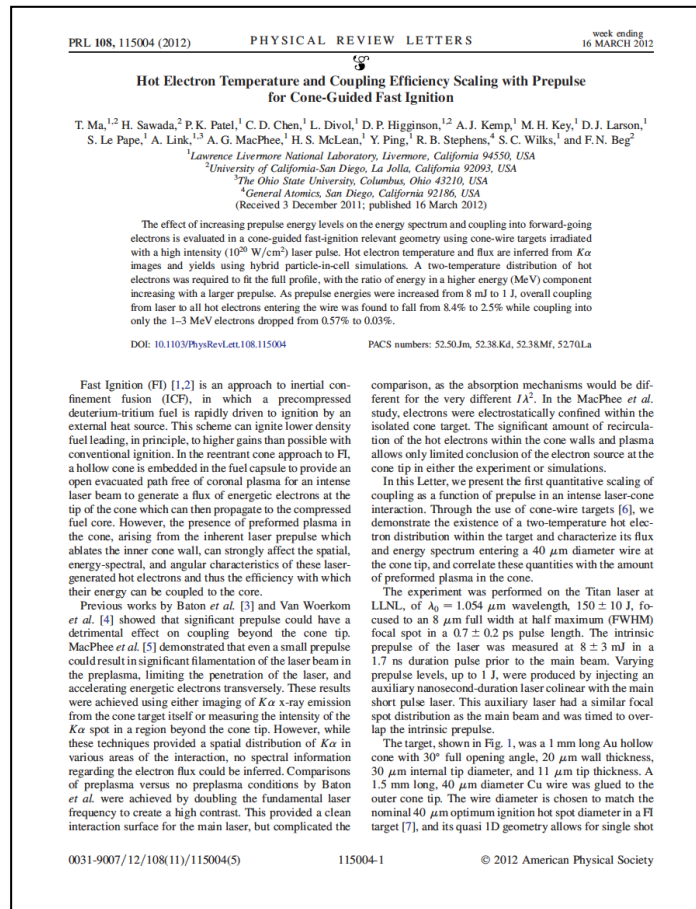 PRL 108, 115004 (2012)
PHYSICAL REVIEW LETTERS
week ending
16 MARCH 2012
Hot Electron Temperature and Coupling Efficiency Scaling with Prepulse
for Cone-Guided Fast Ignition
T. Ma,1,2 H. Sawada,2 P. K. Patel,1 C. D. Chen,1 L. Divol,1 D. P. Higginson,1,2 A. J. Kemp,1 M. H. Key,1 D. J. Larson,1
S. Le Pape,1 A. Link,1,3 A. G. MacPhee,1 H. S. McLean,1 Y. Ping,1 R. B. Stephens,4 S. C. Wilks,1 and F. N. Beg2
1Lawrence Livermore National Laboratory, Livermore, California 94550, USA
2University of California-San Diego, La Jolla, California 92093, USA
3The Ohio State University, Columbus, Ohio 43210, USA
4General Atomics, San Diego, California 92186, USA
(Received 3 December 2011; published 16 March 2012)
The effect of increasing prepulse energy levels on the energy spectrum and coupling into forward-going
electrons is evaluated in a cone-guided fast-ignition relevant geometry using cone-wire targets irradiated
with a high intensity (10^20 W/cm^2) laser pulse. Hot electron temperature and flux are inferred from Kα
images and yields using hybrid particle-in-cell simulations. A two-temperature distribution of hot
electrons was required to fit the full profile, with the ratio of energy in a higher energy (MeV) component
increasing with a larger prepulse. As prepulse energies were increased from 8 mJ to 1 J, overall coupling
from laser to all hot electrons entering the wire was found to fall from 8.4% to 2.5% while coupling into
only the 1–3 MeV electrons dropped from 0.57% to 0.03%.
DOI: 10.1103/PhysRevLett.108.115004
PACS numbers: 52.50.Jm, 52.38.Kd, 52.38.Mf, 52.70.La
Fast Ignition (FI) [1,2] is an approach to inertial con-
finement fusion (ICF), in which a precompressed
deuterium-tritium fuel is rapidly driven to ignition by an
external heat source. This scheme can ignite lower density
fuel leading, in principle, to higher gains than possible with
conventional ignition. In the reentrant cone approach to FI,
a hollow cone is embedded in the fuel capsule to provide an
open evacuated path free of coronal plasma for an intense
laser beam to generate a flux of energetic electrons at the
tip of the cone which can then propagate to the compressed
fuel core. However, the presence of preformed plasma in
the cone, arising from the inherent laser prepulse which
ablates the inner cone wall, can strongly affect the spatial,
energy-spectral, and angular characteristics of these laser-
generated hot electrons and thus the efficiency with which
their energy can be coupled to the core.
Previous works by Baton et al. [3] and Van Woerkom
et al. [4] showed that significant prepulse could have a
detrimental effect on coupling beyond the cone tip.
MacPhee et al. [5] demonstrated that even a small prepulse
could result in significant filamentation of the laser beam in
the preplasma, limiting the penetration of the laser, and
accelerating energetic electrons transversely. These results
were achieved using either imaging of Kα x-ray emission
from the cone target itself or measuring the intensity of the
Kα spot in a region beyond the cone tip. However, while
these techniques provided a spatial distribution of Kα in
various areas of the interaction, no spectral information
regarding the electron flux could be inferred. Comparisons
of preplasma versus no preplasma conditions by Baton
et al. were achieved by doubling the fundamental laser
frequency to create a high contrast. This provided a clean
interaction surface for the main laser, but complicated the
comparison, as the absorption mechanisms would be dif-
ferent for the very different Iλ^2. In the MacPhee et al.
study, electrons were electrostatically confined within the
isolated cone target. The significant amount of recircula-
tion of the hot electrons within the cone walls and plasma
allows only limited conclusion of the electron source at the
cone tip in either the experiment or simulations.
In this Letter, we present the first quantitative scaling of
coupling as a function of prepulse in an intense laser-cone
interaction. Through the use of cone-wire targets [6], we
demonstrate the existence of a two-temperature hot elec-
tron distribution within the target and characterize its flux
and energy spectrum entering a 40 μm diameter wire at
the cone tip, and correlate these quantities with the amount
of preformed plasma in the cone.
The experiment was performed on the Titan laser at
LLNL, of λ0 = 1.054 μm wavelength, 150 ± 10 J, fo-
cused to an 8 μm full width at half maximum (FWHM)
focal spot in a 0.7 ± 0.2 ps pulse length. The intrinsic
prepulse of the laser was measured at 8 ± 3 mJ in a
1.7 ns duration pulse prior to the main beam. Varying
prepulse levels, up to 1 J, were produced by injecting an
auxiliary nanosecond-duration laser colinear with the main
short pulse laser. This auxiliary laser had a similar focal
spot distribution as the main beam and was timed to over-
lap the intrinsic prepulse.
The target, shown in Fig. 1, was a 1 mm long Au hollow
cone with 30° full opening angle, 20 μm wall thickness,
30 μm internal tip diameter, and 11 μm tip thickness. A
1.5 mm long, 40 μm diameter Cu wire was glued to the
outer cone tip. The wire diameter is chosen to match the
nominal 40 μm optimum ignition hot spot diameter in a FI
target [7], and its quasi 1D geometry allows for single shot
0031-9007/12/108(11)/115004(5)
115004-1
© 2012 American Physical Society